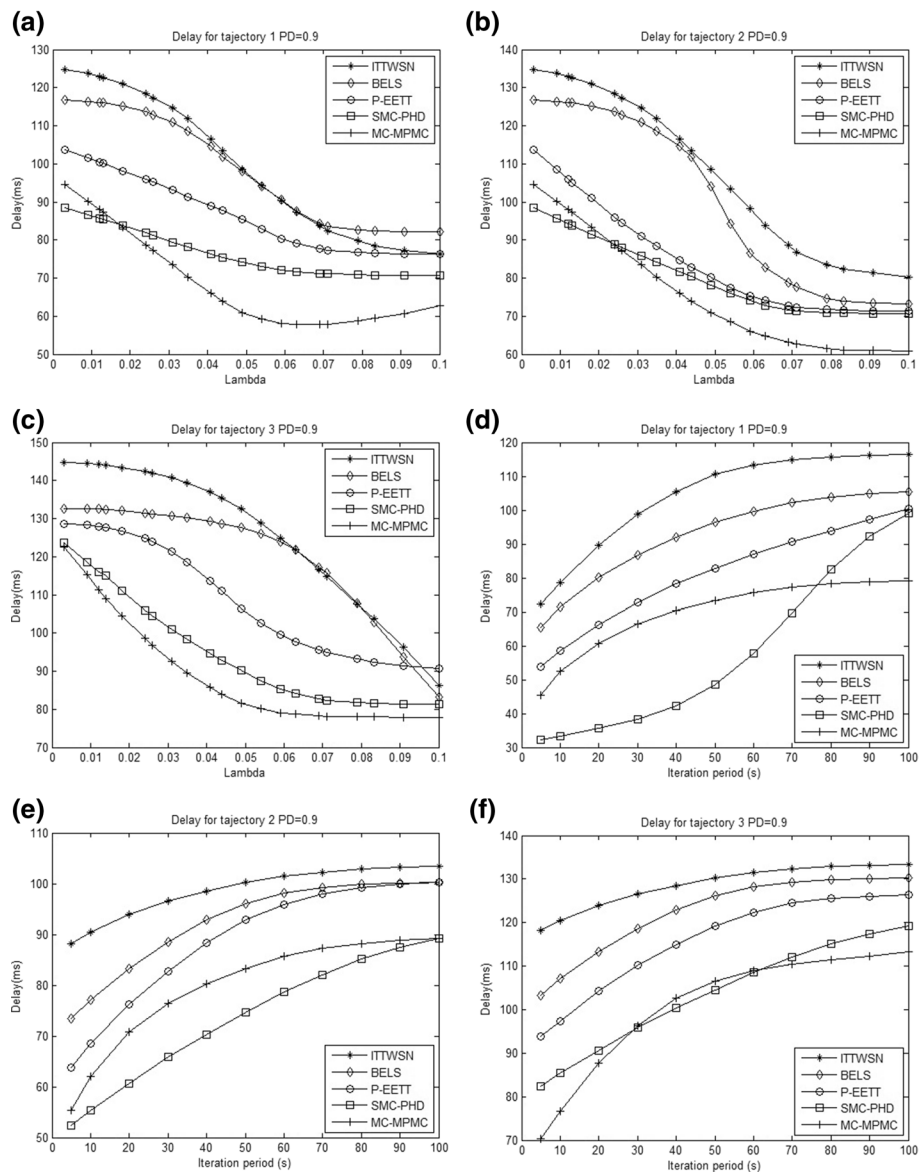 (a)
Delay for tajectory 1 PD=0.9
130
120
110
100
90
80
70
60
50
Delay(ms)
0 0.01 0.02 0.03 0.04 0.05 0.06 0.07 0.08 0.09 0.1
Lambda
ITTWSN
BELS
P-EETT
SMC-PHD
MC-MPMC
(b)
Delay for tajectory 2 PD=0.9
140
130
120
110
100
90
80
70
60
Delay(ms)
0 0.01 0.02 0.03 0.04 0.05 0.06 0.07 0.08 0.09 0.1
Lambda
ITTWSN
BELS
P-EETT
SMC-PHD
MC-MPMC
(c)
Delay for tajectory 3 PD=0.9
150
140
130
120
110
100
90
80
70
Delay(ms)
0 0.01 0.02 0.03 0.04 0.05 0.06 0.07 0.08 0.09 0.1
Lambda
ITTWSN
BELS
P-EETT
SMC-PHD
MC-MPMC
(d)
Delay for tajectory 1 PD=0.9
120
110
100
90
80
70
60
50
40
30
Delay(ms)
0 10 20 30 40 50 60 70 80 90 100
Iteration period (s)
ITTWSN
BELS
P-EETT
SMC-PHD
MC-MPMC
(e)
Delay for tajectory 2 PD=0.9
110
100
90
80
70
60
50
Delay(ms)
0 10 20 30 40 50 60 70 80 90 100
Iteration period (s)
ITTWSN
BELS
P-EETT
SMC-PHD
MC-MPMC
(f)
Delay for tajectory 3 PD=0.9
140
130
120
110
100
90
80
70
Delay(ms)
0 10 20 30 40 50 60 70 80 90 100
Iteration period (s)
ITTWSN
BELS
P-EETT
SMC-PHD
MC-MPMC